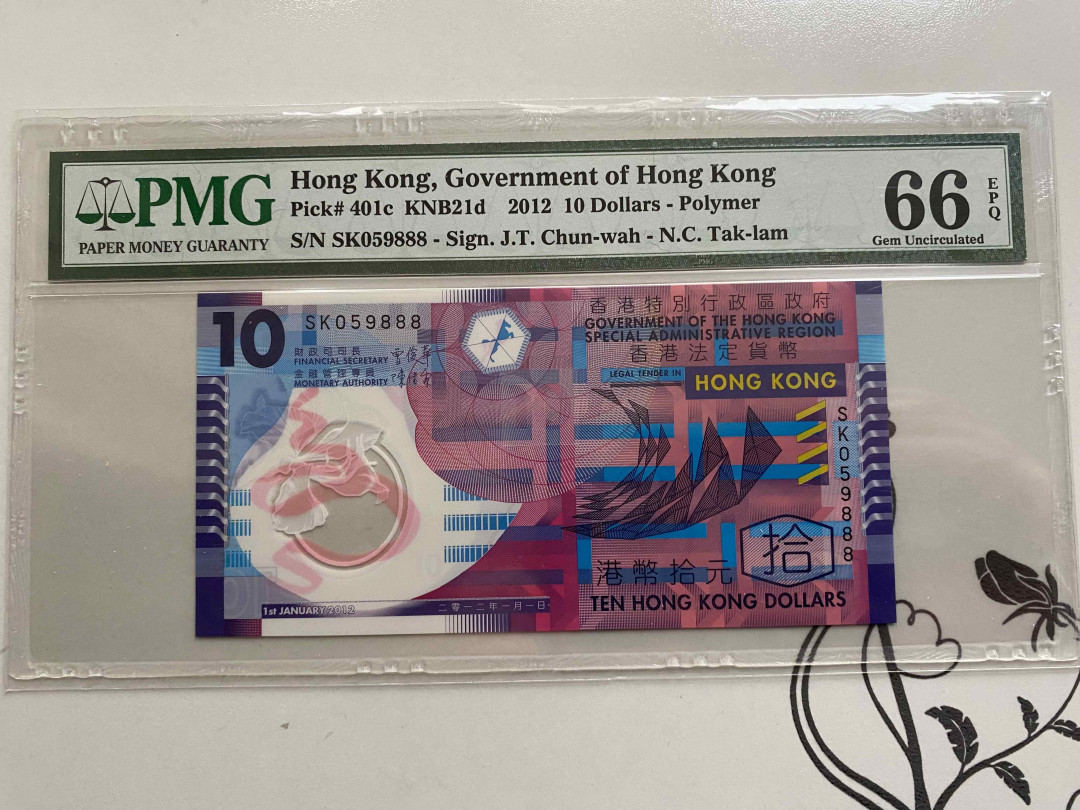 PMG
PAPER MONEY GUARANTY
Hong Kong, Government of Hong Kong
Pick# 401c KNB21d 2012 10 Dollars - Polymer
S/N SK059888 - Sign. J.T. Chun-wah - N.C. Tak-lam
66
EPQ
Gem Uncirculated
10
SK059888
財政司司長
FINANCIAL SECRETARY
金融管理專員
MONETARY AUTHORITY
香港特別行政區政府
GOVERNMENT OF THE HONG KONG
SPECIAL ADMINISTRATIVE REGION
香港法定貨幣
LEGAL TENDER IN
HONG KONG
SK059888
港幣拾元
拾
TEN HONG KONG DOLLARS
1st JANUARY 2012
二零一二年一月一日